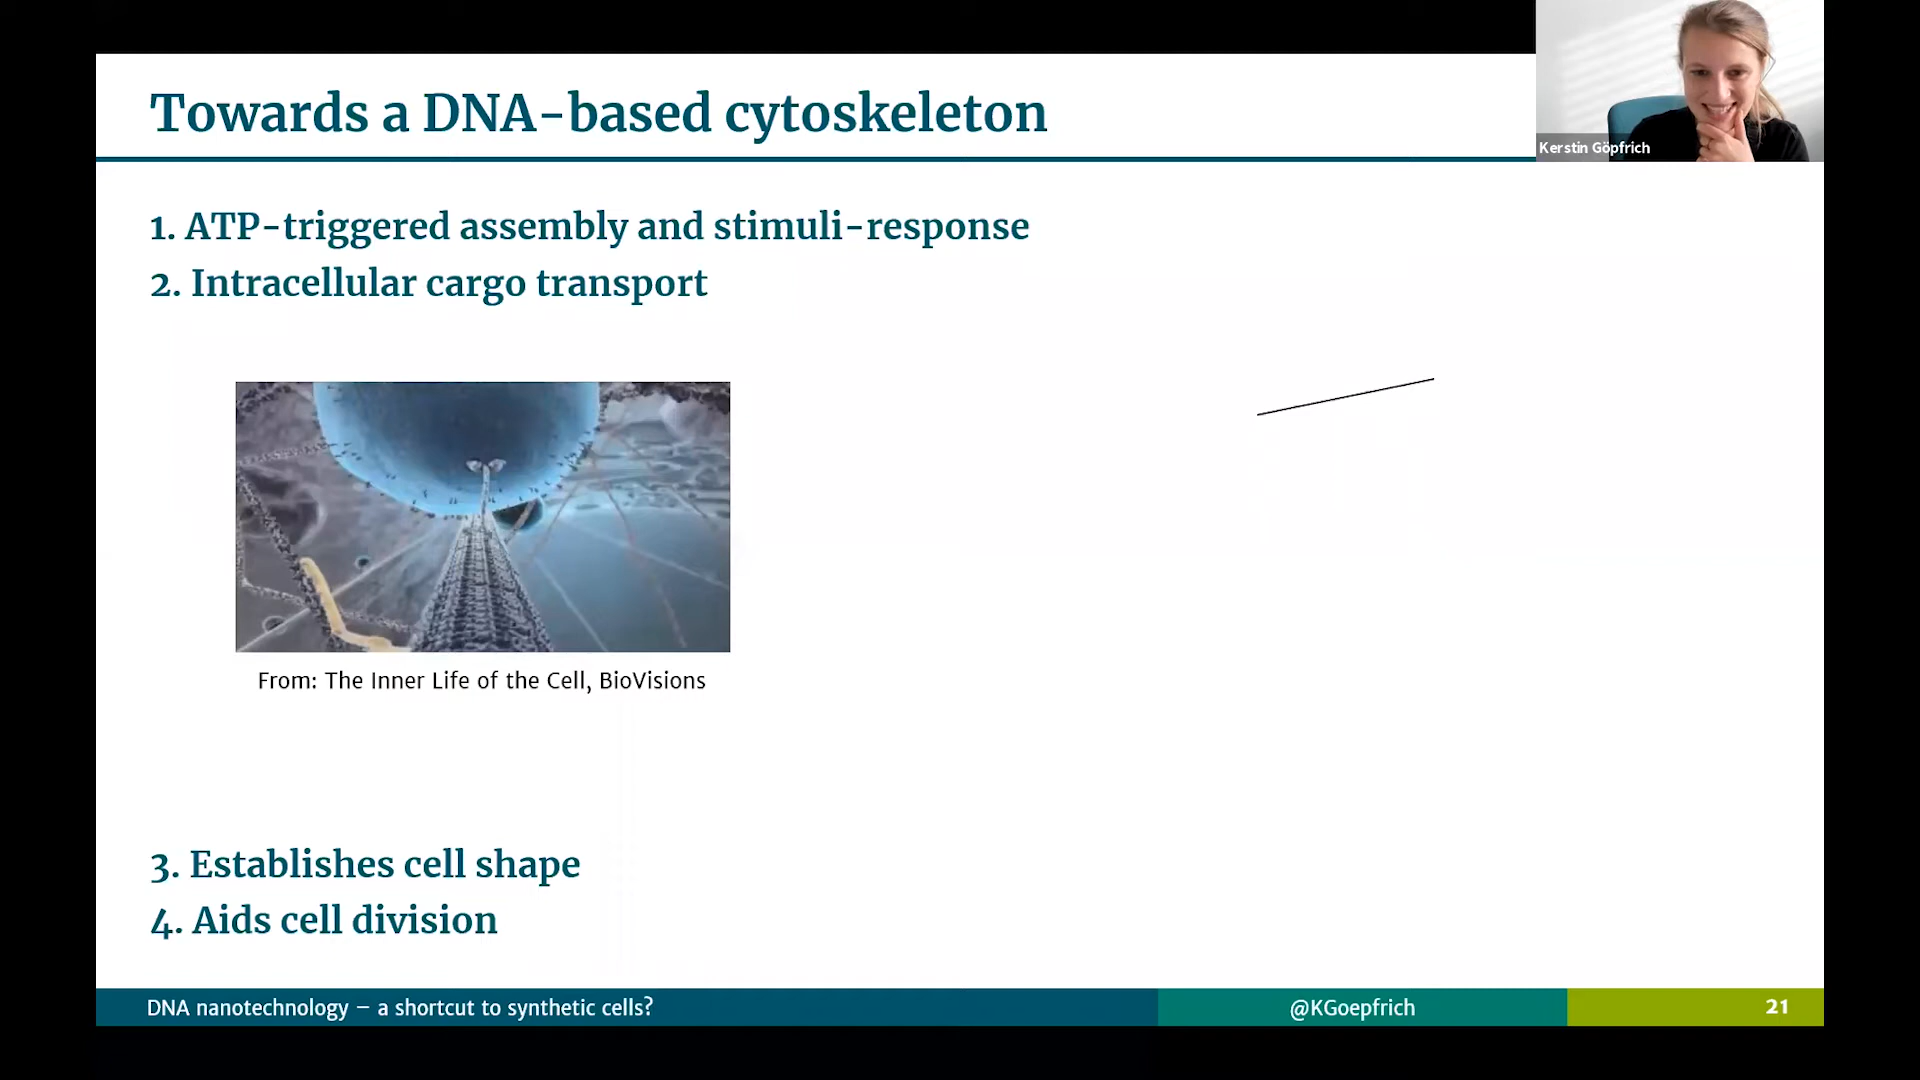 Towards a DNA-based cytoskeleton
Kerstin Göpfrich
1. ATP-triggered assembly and stimuli-response
2. Intracellular cargo transport
From: The Inner Life of the Cell, BioVisions
3. Establishes cell shape
4. Aids cell division
DNA nanotechnology – a shortcut to synthetic cells?
@KGoepfrich
21